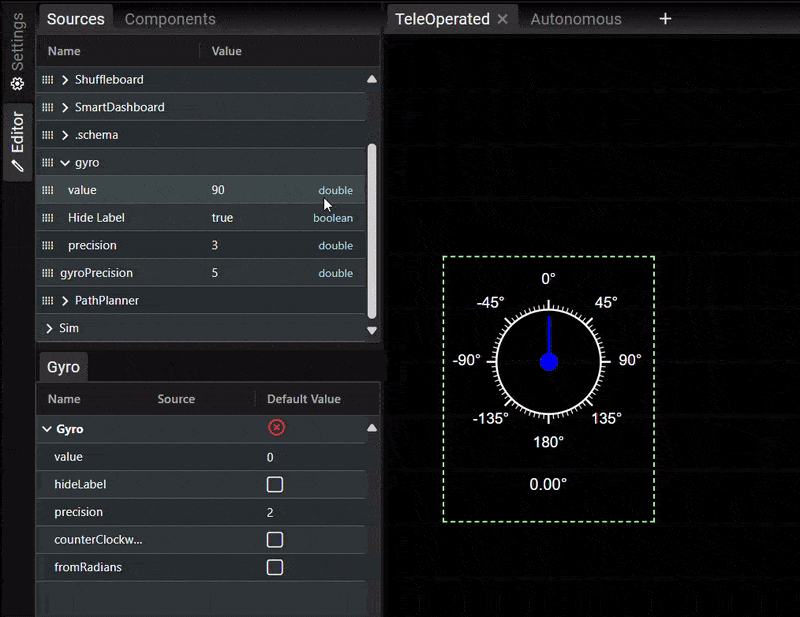 Settings
Editor
Sources Components
Name Value
Shuffleboard
SmartDashboard
.schema
gyro
value 90 double
Hide Label true boolean
precision 3 double
gyroPrecision 5 double
PathPlanner
Sim
Gyro
Name Source Default Value
Gyro
value 0
hideLabel
precision 2
counterClockw...
fromRadians
TeleOperated Autonomous +
0°
-45° 45°
-90° 90°
-135° 135°
180°
0.00°